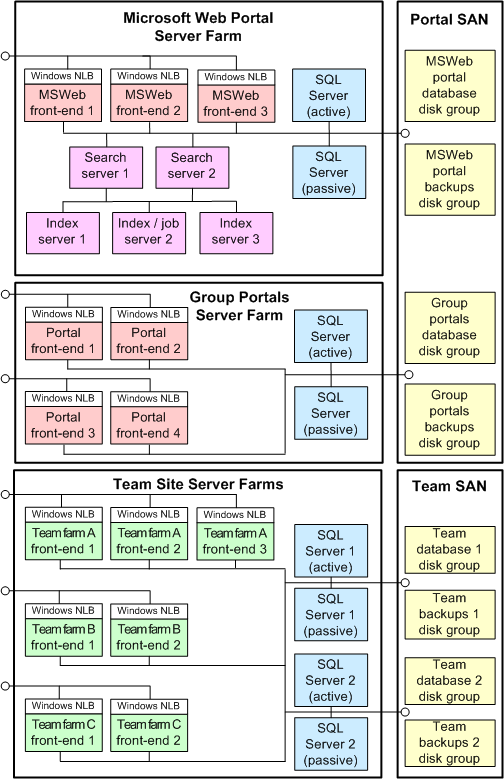 Microsoft Web Portal
Server Farm
Windows NLB
MSWeb
front-end 1
Windows NLB
MSWeb
front-end 2
Windows NLB
MSWeb
front-end 3
SQL
Server
(active)
SQL
Server
(passive)
Search
server 1
Search
server 2
Index
server 1
Index / job
server 2
Index
server 3
Portal SAN
MSWeb
portal
database
disk group
MSWeb
portal
backups
disk group
Group Portals
Server Farm
Windows NLB
Portal
front-end 1
Windows NLB
Portal
front-end 2
SQL
Server
(active)
SQL
Server
(passive)
Windows NLB
Portal
front-end 3
Windows NLB
Portal
front-end 4
Group
portals
database
disk group
Group
portals
backups
disk group
Team Site Server Farms
Windows NLB
Team farm A
front-end 1
Windows NLB
Team farm A
front-end 2
Windows NLB
Team farm A
front-end 3
SQL
Server 1
(active)
SQL
Server 1
(passive)
Windows NLB
Team farm B
front-end 1
Windows NLB
Team farm B
front-end 2
SQL
Server 2
(active)
SQL
Server 2
(passive)
Windows NLB
Team farm C
front-end 1
Windows NLB
Team farm C
front-end 2
Team SAN
Team
database 1
disk group
Team
backups 1
disk group
Team
database 2
disk group
Team
backups 2
disk group